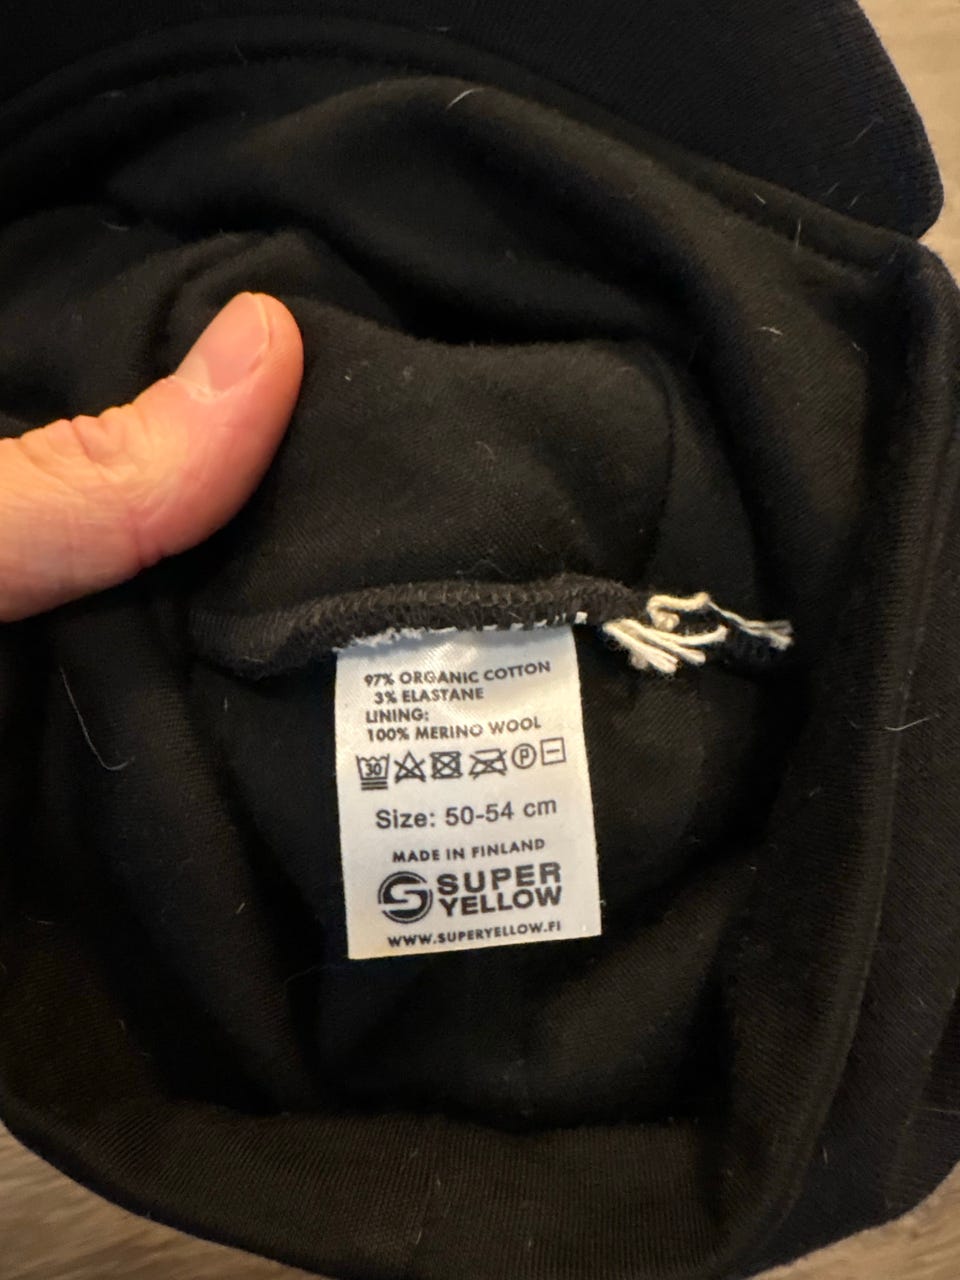 97% ORGANIC COTTON
3% ELASTANE
LINING:
100% MERINO WOOL
30 P
Size: 50-54 cm
MADE IN FINLAND
SUPER
YELLOW
WWW.SUPERYELLOW.FI